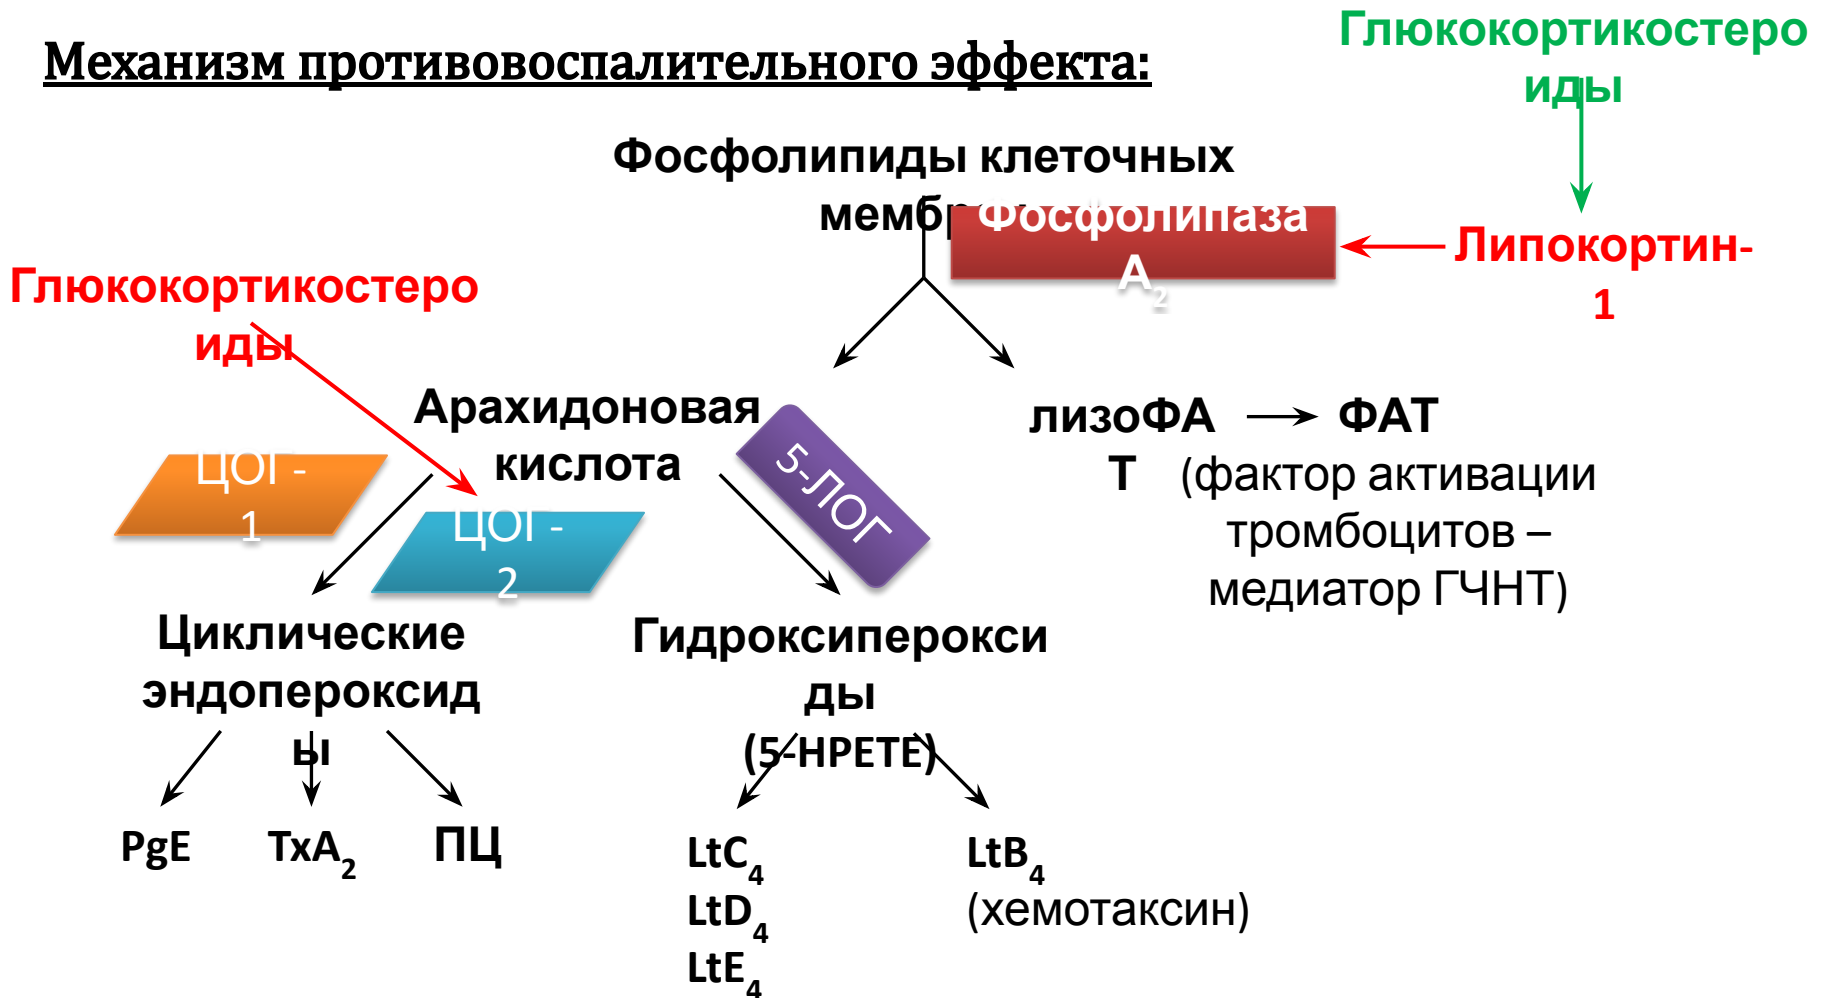 Глюкокортикостеро
иды
Механизм противовоспалительного эффекта:
Фосфолипиды клеточных
Фосфолипаза
А2
Липокортин-
1
Глюкокортикостеро
иды
Арахидоновая
кислота
лизоФА
Т
ФАТ
(фактор активации
тромбоцитов –
медиатор ГЧНТ)
ЦОГ-
1
ЦОГ-
2
5-ЛОГ
Циклические
эндопероксид
ы
Гидроксиперокси
ды
(5-HPETE)
PgE
TxA2
ПЦ
LtC4
LtD4
LtE4
LtB4
(хемотаксин)